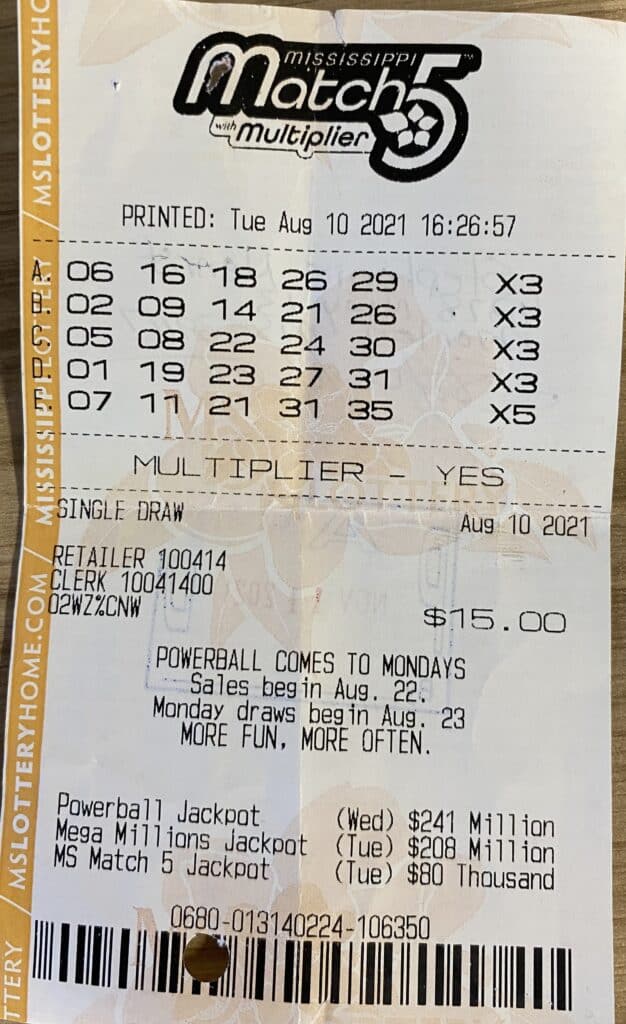 MISSISSIPPI
Match 5
with Multiplier
PRINTED: Tue Aug 10 2021 16:26:57
A. 06 16 18 26 29 X3
B. 02 09 14 21 26 X3
C. 05 08 22 24 30 X3
D. 01 19 23 27 31 X3
E. 07 11 21 31 35 X5
MULTIPLIER - YES
SINGLE DRAW Aug 10 2021
RETAILER 100414
CLERK 10041400
02WZ%CNW
$15.00
POWERBALL COMES TO MONDAYS
Sales begin Aug. 22.
Monday draws begin Aug. 23
MORE FUN, MORE OFTEN.
Powerball Jackpot (Wed) $241 Million
Mega Millions Jackpot (Tue) $208 Million
MS Match 5 Jackpot (Tue) $80 Thousand
0680-013140224-106350
TTERY / MSLOTTERYHOME.COM / MISSISSIPPI LOTTERY / MSLOTTERYHO